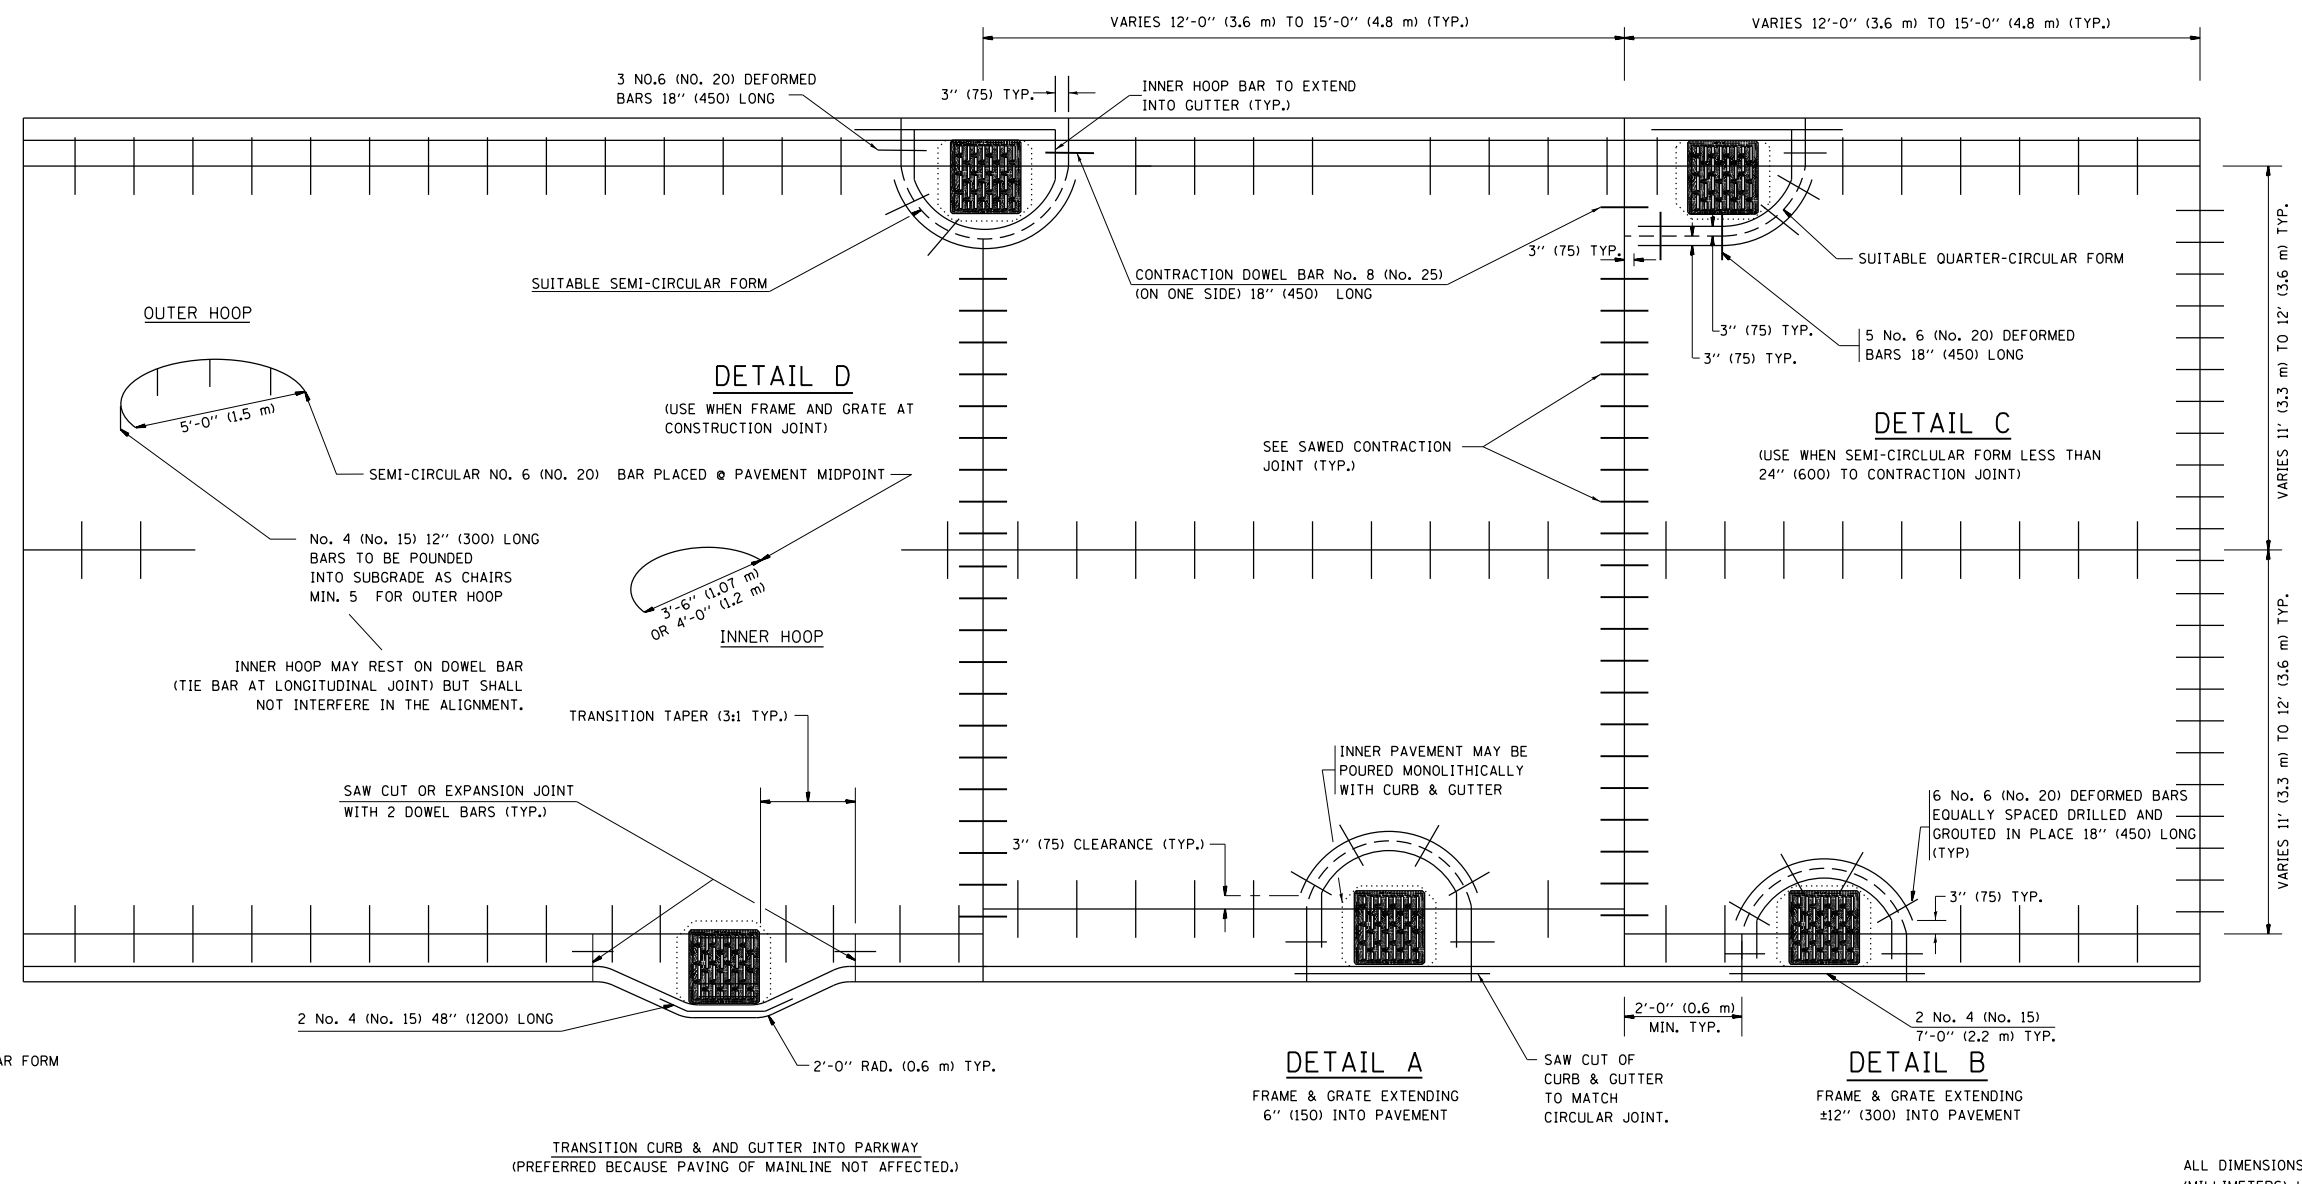 VARIES 12'-0" (3.6 m) TO 15'-0" (4.8 m) (TYP.)
VARIES 12'-0" (3.6 m) TO 15'-0" (4.8 m) (TYP.)
3 NO.6 (NO. 20) DEFORMED
BARS 18" (450) LONG
3" (75) TYP.
INNER HOOP BAR TO EXTEND
INTO GUTTER (TYP.)
SUITABLE SEMI-CIRCULAR FORM
CONTRACTION DOWEL BAR No. 8 (No. 25)
(ON ONE SIDE) 18" (450) LONG
3" (75) TYP.
SUITABLE QUARTER-CIRCULAR FORM
3" (75) TYP.
3" (75) TYP.
5 No. 6 (No. 20) DEFORMED
BARS 18" (450) LONG
VARIES 11' (3.3 m) TO 12' (3.6 m) TYP.
OUTER HOOP
5'-0" (1.5 m)
DETAIL D
(USE WHEN FRAME AND GRATE AT
CONSTRUCTION JOINT)
SEMI-CIRCULAR NO. 6 (NO. 20) BAR PLACED @ PAVEMENT MIDPOINT
SEE SAWED CONTRACTION
JOINT (TYP.)
DETAIL C
(USE WHEN SEMI-CIRCLULAR FORM LESS THAN
24" (600) TO CONTRACTION JOINT)
No. 4 (No. 15) 12" (300) LONG
BARS TO BE POUNDED
INTO SUBGRADE AS CHAIRS
MIN. 5 FOR OUTER HOOP
3'-6" (1.07 m)
OR 4'-0" (1.2 m)
INNER HOOP
INNER HOOP MAY REST ON DOWEL BAR
(TIE BAR AT LONGITUDINAL JOINT) BUT SHALL
NOT INTERFERE IN THE ALIGNMENT.
TRANSITION TAPER (3:1 TYP.)
SAW CUT OR EXPANSION JOINT
WITH 2 DOWEL BARS (TYP.)
INNER PAVEMENT MAY BE
POURED MONOLITHICALLY
WITH CURB & GUTTER
3" (75) CLEARANCE (TYP.)
6 No. 6 (No. 20) DEFORMED BARS
EQUALLY SPACED DRILLED AND
GROUTED IN PLACE 18" (450) LONG
(TYP)
3" (75) TYP.
VARIES 11' (3.3 m) TO 12' (3.6 m) TYP.
2 No. 4 (No. 15) 48" (1200) LONG
2'-0" RAD. (0.6 m) TYP.
2'-0" (0.6 m)
MIN. TYP.
2 No. 4 (No. 15)
7'-0" (2.2 m) TYP.
AR FORM
DETAIL A
FRAME & GRATE EXTENDING
6" (150) INTO PAVEMENT
SAW CUT OF
CURB & GUTTER
TO MATCH
CIRCULAR JOINT.
DETAIL B
FRAME & GRATE EXTENDING
±12" (300) INTO PAVEMENT
TRANSITION CURB & AND GUTTER INTO PARKWAY
(PREFERRED BECAUSE PAVING OF MAINLINE NOT AFFECTED.)
ALL DIMENSIONS